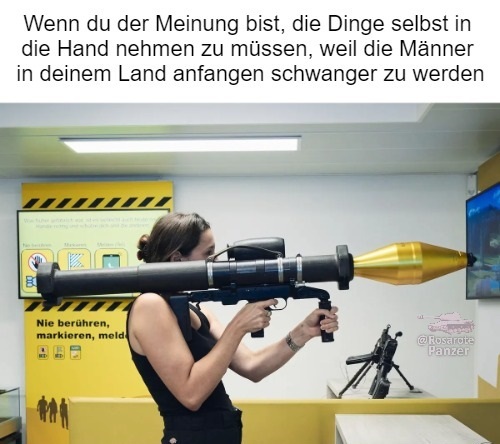 Wenn du der Meinung bist, die Dinge selbst in
die Hand nehmen zu müssen, weil die Männer
in deinem Land anfangen schwanger zu werden
Nie berühren,
markieren, meld
@Rosarote
Panzer